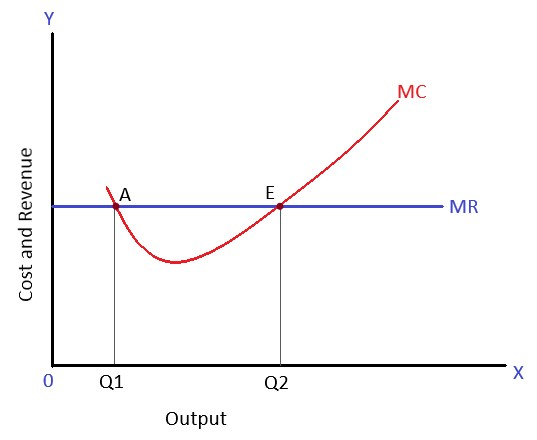 Y
MC
Cost and Revenue
A
E
MR
0
Q1
Q2
X
Output